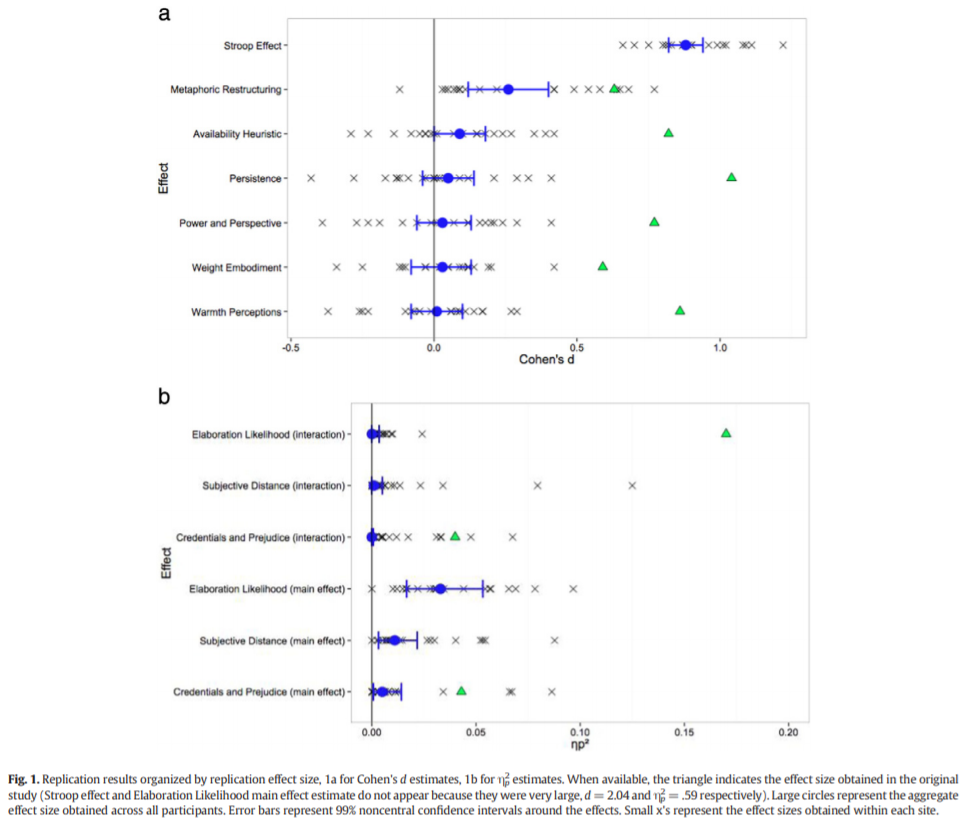 a
Stroop Effect
Metaphoric Restructuring
Availability Heuristic
Persistence
Power and Perspective
Weight Embodiment
Warmth Perceptions
Effect
-0.5 0.0 0.5 1.0
Cohen's d
b
Elaboration Likelihood (interaction)
Subjective Distance (interaction)
Credentials and Prejudice (interaction)
Elaboration Likelihood (main effect)
Subjective Distance (main effect)
Credentials and Prejudice (main effect)
Effect
0.00 0.05 0.10 0.15 0.20
ηp²
Fig. 1. Replication results organized by replication effect size, 1a for Cohen's d estimates, 1b for η²p estimates. When available, the triangle indicates the effect size obtained in the original
study (Stroop effect and Elaboration Likelihood main effect estimate do not appear because they were very large, d = 2.04 and η²p = .59 respectively). Large circles represent the aggregate
effect size obtained across all participants. Error bars represent 99% noncentral confidence intervals around the effects. Small x's represent the effect sizes obtained within each site.